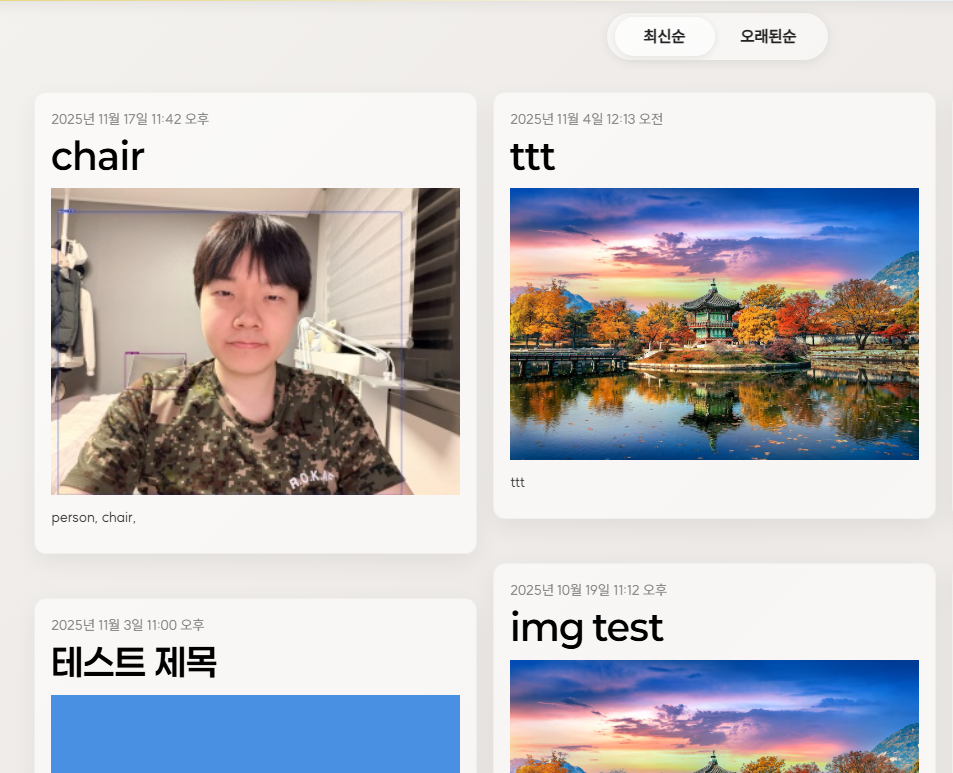 최신순 오래된순
2025년 11월 17일 11:42 오후
chair
R.O.K.A
person, chair,
2025년 11월 4일 12:13 오전
ttt
ttt
2025년 11월 3일 11:00 오후
테스트 제목
2025년 10월 19일 11:12 오후
img test